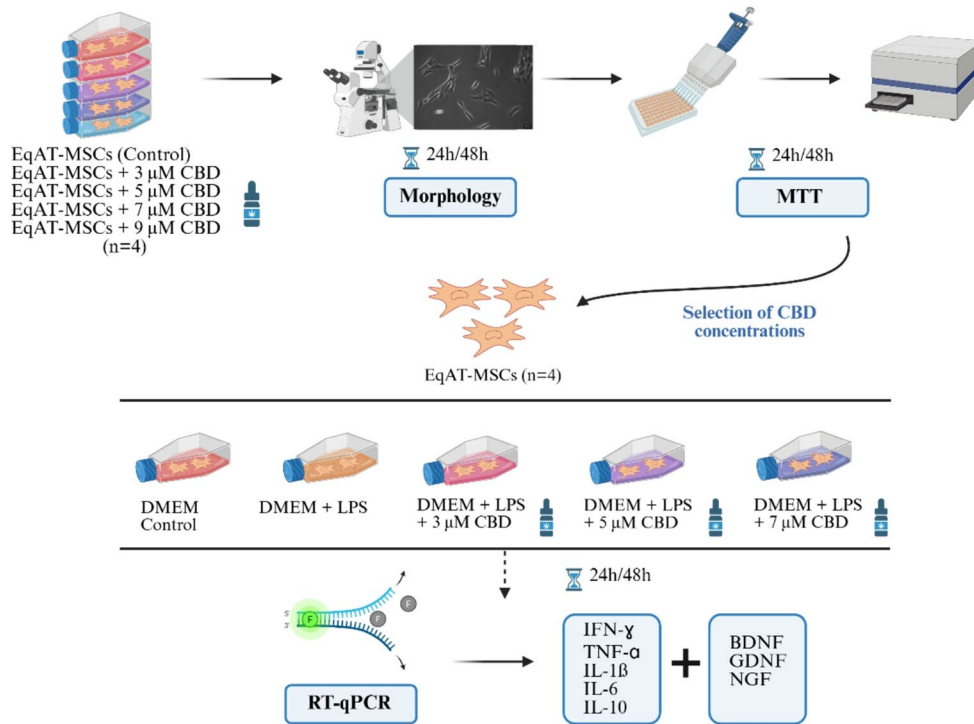 EqAT-MSCs (Control)
EqAT-MSCs + 3 µM CBD
EqAT-MSCs + 5 µM CBD
EqAT-MSCs + 7 µM CBD
EqAT-MSCs + 9 µM CBD
(n=4)
24h/48h
Morphology
24h/48h
MTT
Selection of CBD
concentrations
EqAT-MSCs (n=4)
DMEM
Control
DMEM + LPS
DMEM + LPS
+ 3 µM CBD
DMEM + LPS
+ 5 µM CBD
DMEM + LPS
+ 7 µM CBD
24h/48h
5'
3'
F
F
F
RT-qPCR
IFN-ɣ
TNF-ɑ
IL-1ß
IL-6
IL-10
+
BDNF
GDNF
NGF